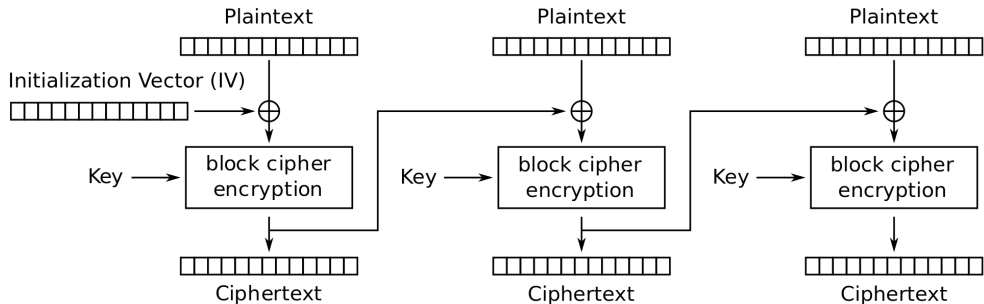 Plaintext
Plaintext
Plaintext
Initialization Vector (IV)
Key
block cipher
encryption
Key
block cipher
encryption
Key
block cipher
encryption
Ciphertext
Ciphertext
Ciphertext